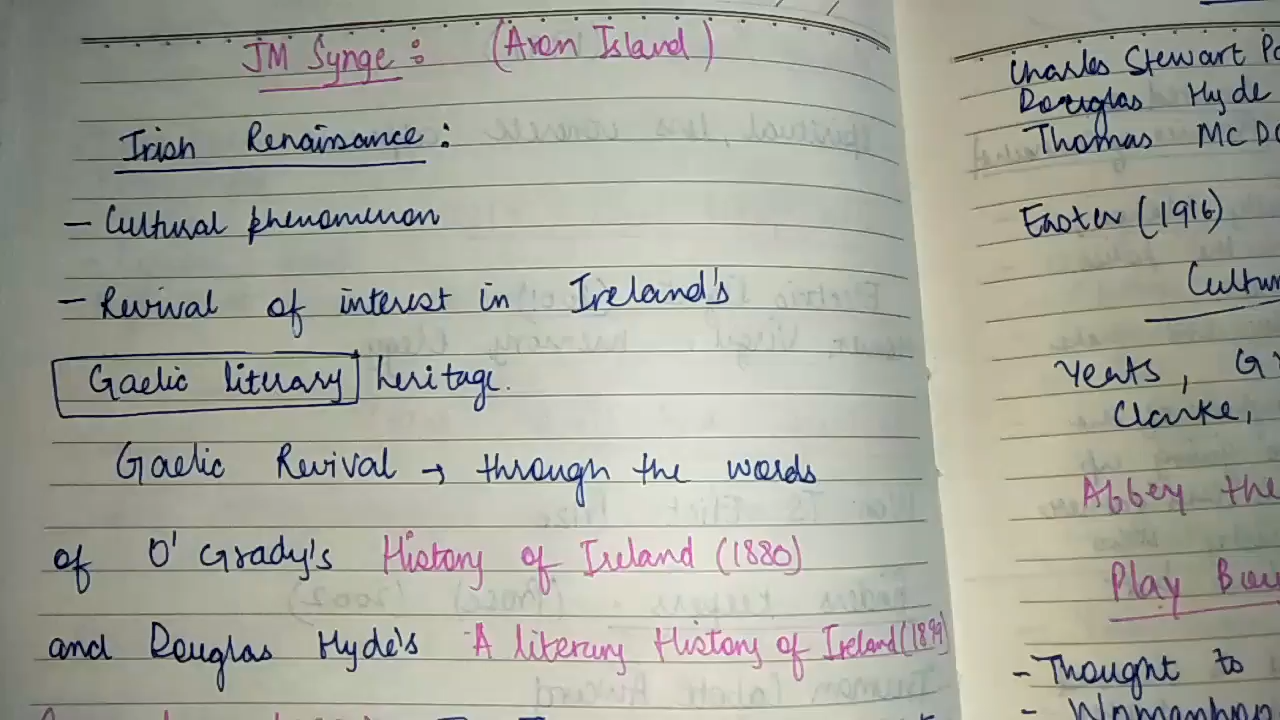 JM Synge : (Aran Island)
Irish Renaissance :
- Cultural phenomenon
- Revival of interest in Ireland's
Gaelic literary heritage.
Gaelic Revival → through the words
of O' Grady's History of Ireland (1880)
and Douglas Hyde's A literary History of Ireland (1899)
Charles Stewart
Douglas Hyde
Thomas
Easter (1916)
Yeats,
Clarke,
Abbey the
Play
- Thought to